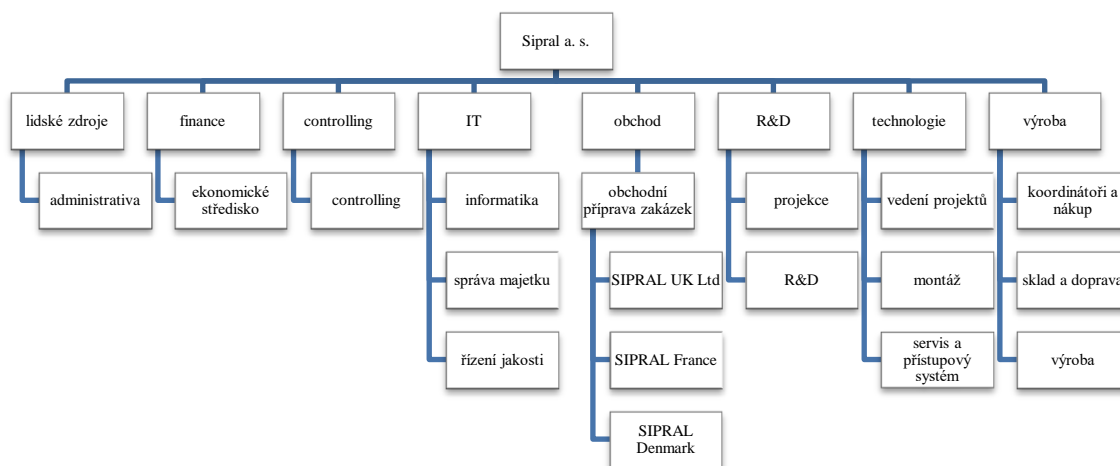 Sipral a. s.
lidské zdroje
finance
controlling
IT
obchod
R&D
technologie
výroba
administrativa
ekonomické
středisko
controlling
informatika
obchodní
příprava zakázek
projekce
vedení projektů
koordinátoři a
nákup
správa majetku
SIPRAL UK Ltd
R&D
montáž
sklad a doprava
řízení jakosti
SIPRAL France
servis a
přístupový
systém
výroba
SIPRAL
Denmark